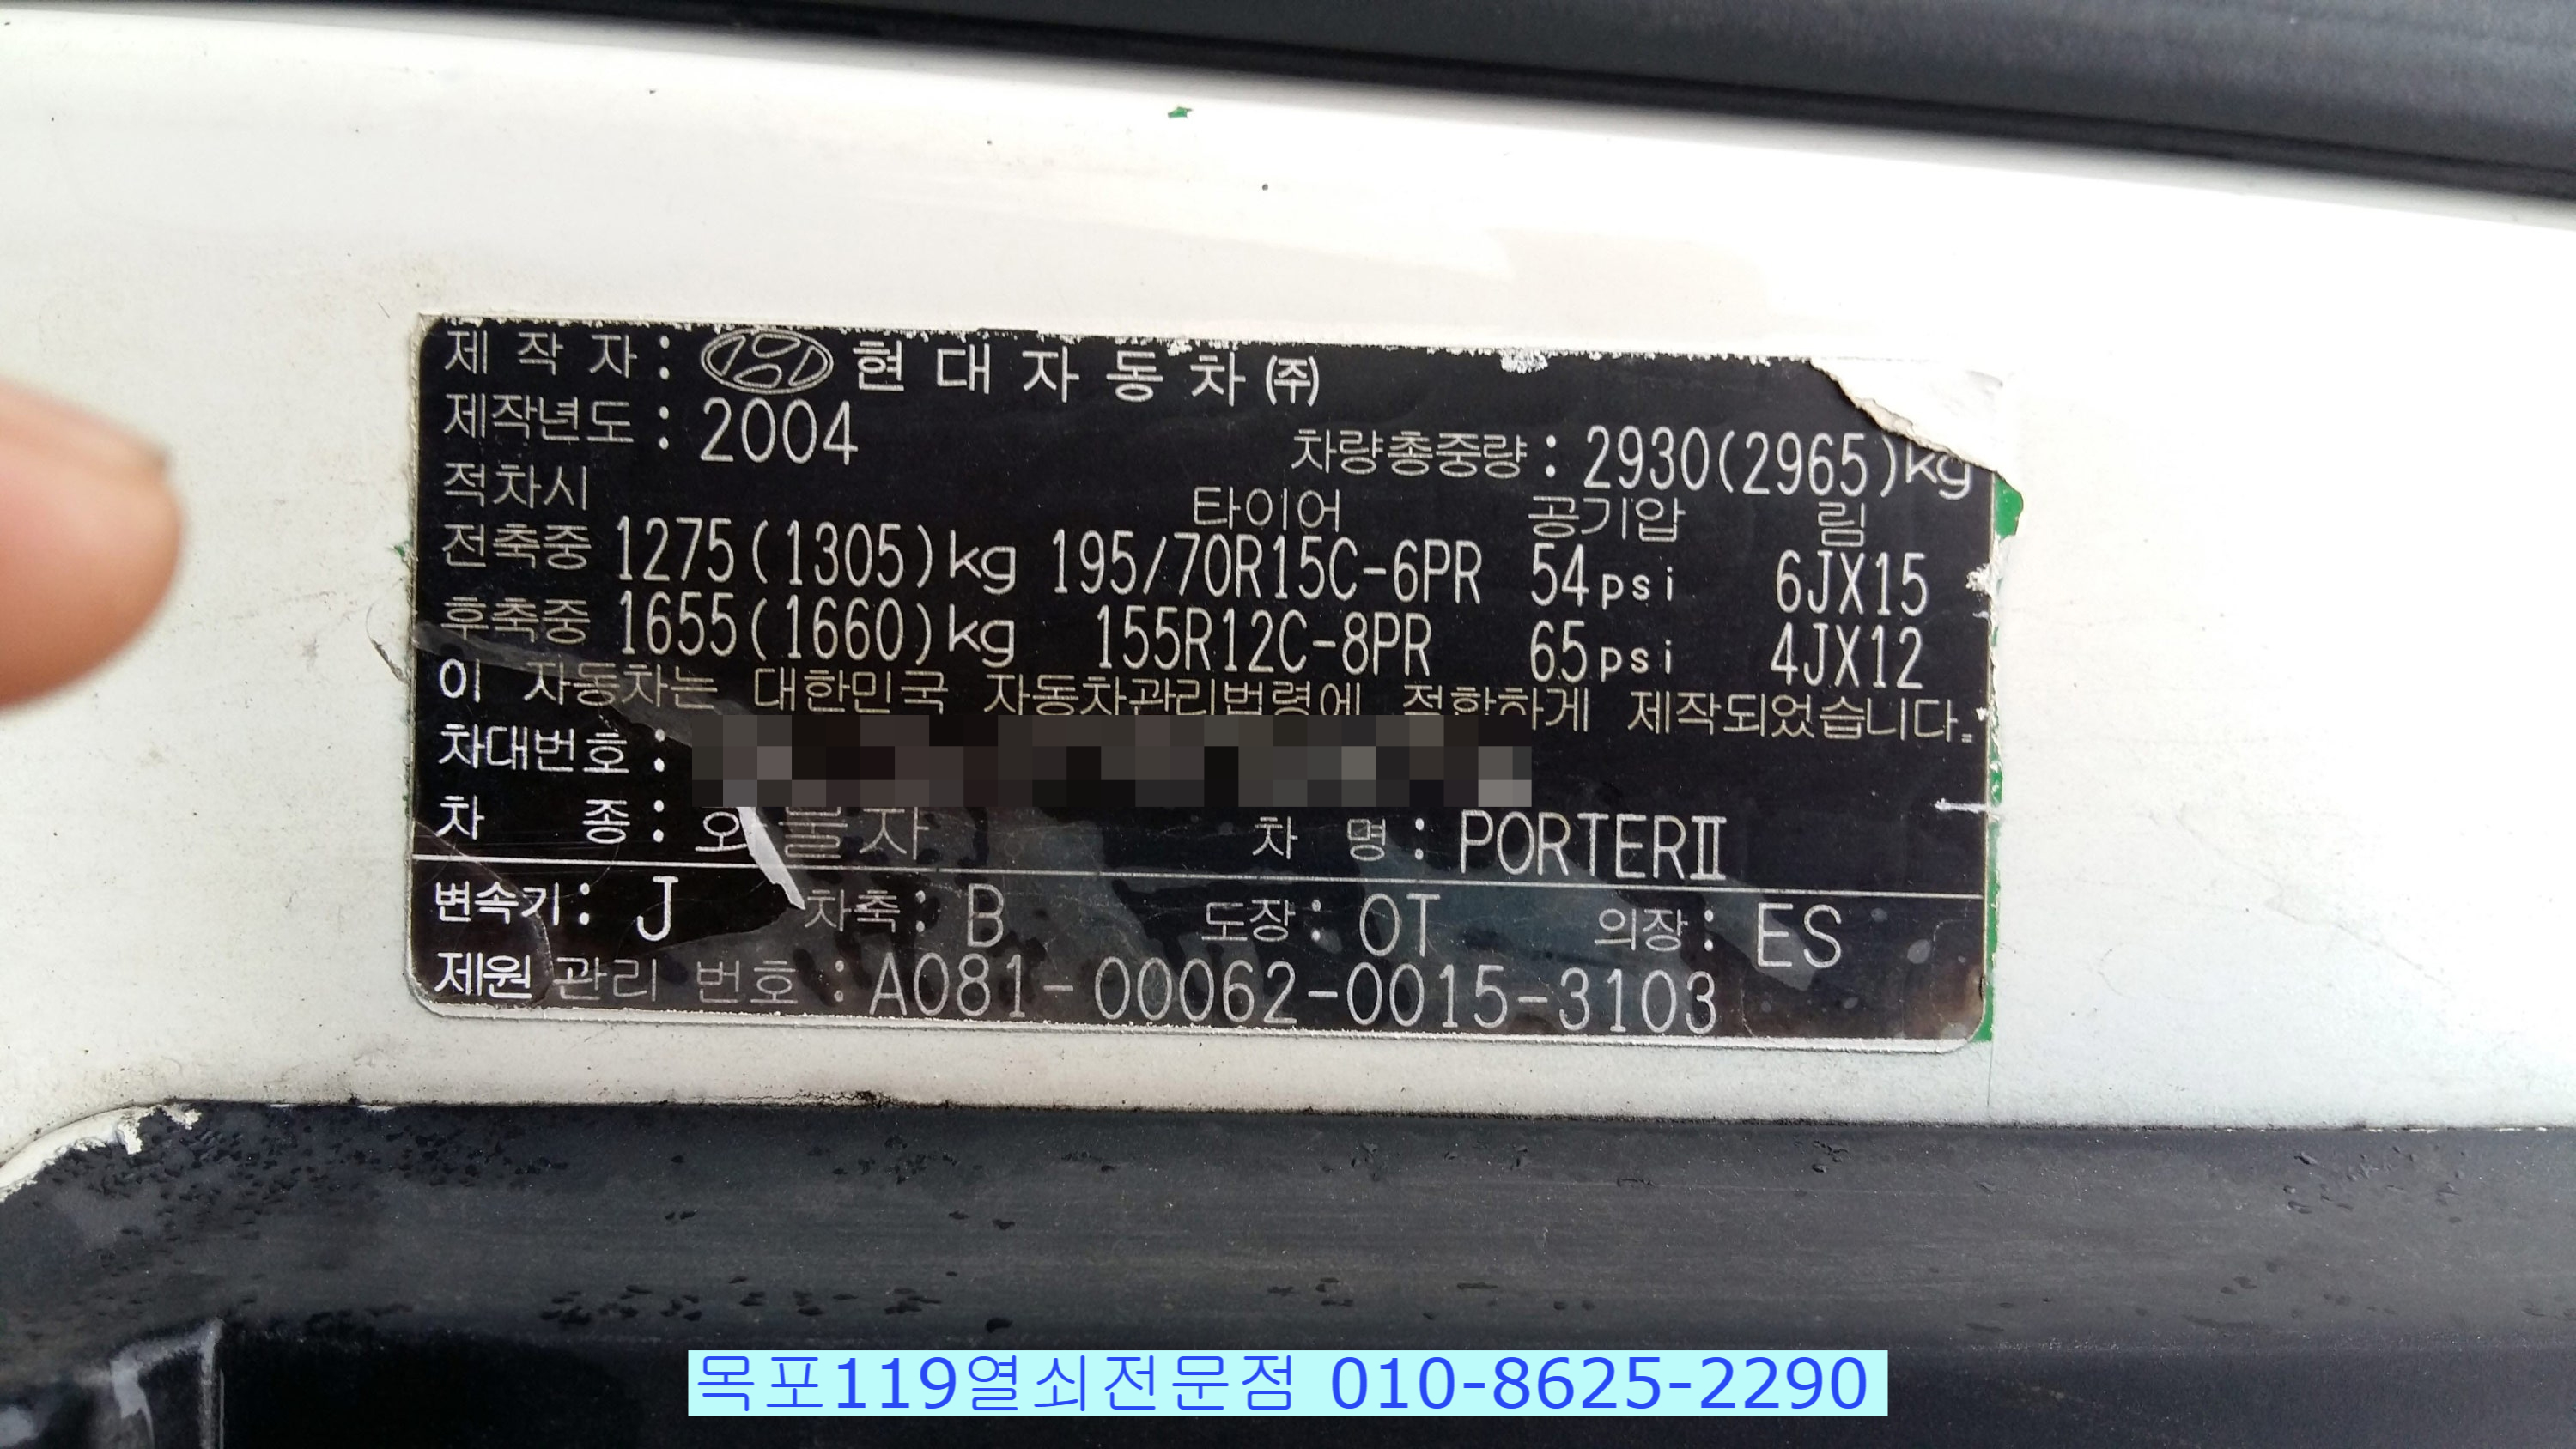 제 작 자 : 현 대 자 동 차 ㈜
제작년도 : 2004
차량총중량 : 2930(2965)kg
적차시 타이어 공기압 림
전축중 1275(1305)kg 195/70R15C-6PR 54psi 6JX15
후축중 1655(1660)kg 155R12C-8PR 65psi 4JX12
이 자동차는 대한민국 자동차관리법령에 적합하게 제작되었습니다.
차대번호 :
차 종 : 화물자 차 명 : PORTERⅡ
변속기 : J 차축 : B 도장 : OT 의장 : ES
제원 관리 번호 : A081-00062-0015-3103
목포119열쇠전문점 010-8625-2290